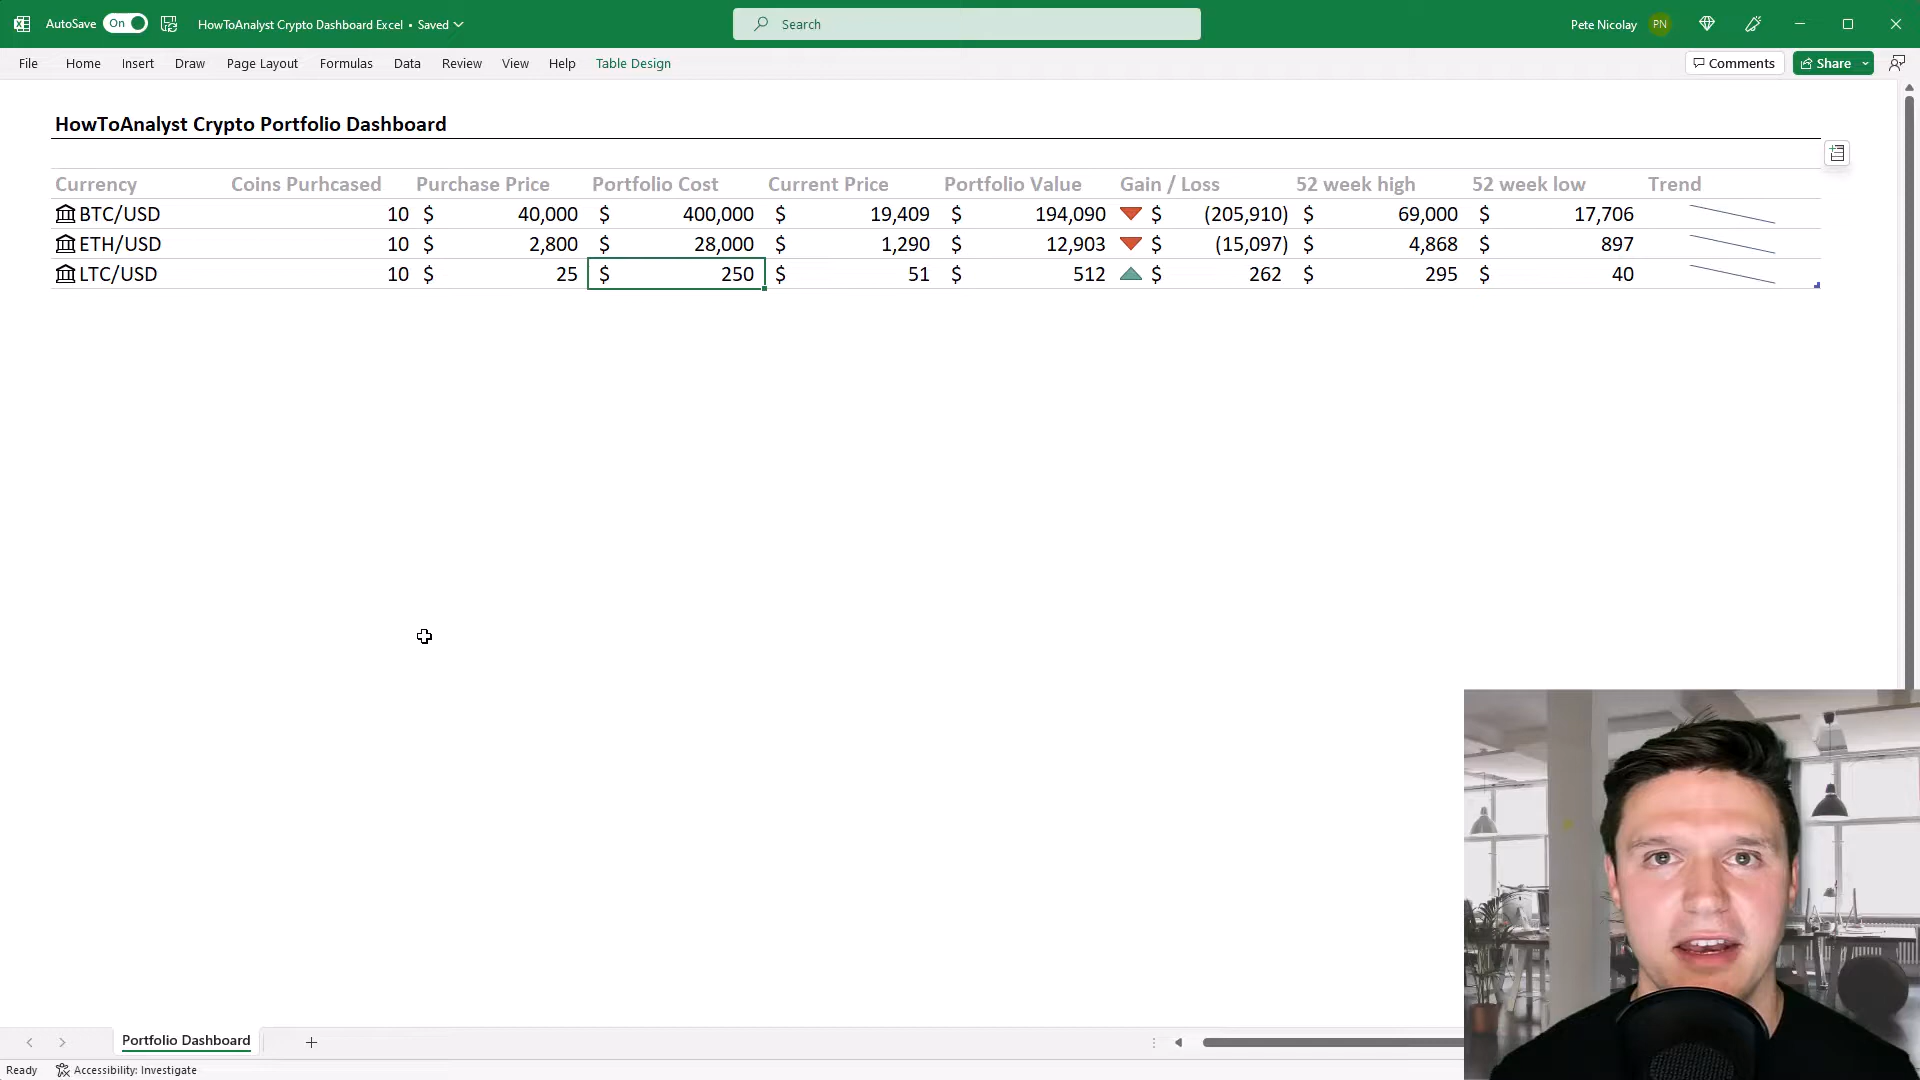 AutoSave On HowToAnalyst Crypto Dashboard Excel • Saved Search Pete Nicolay PN
File Home Insert Draw Page Layout Formulas Data Review View Help Table Design Comments Share
HowToAnalyst Crypto Portfolio Dashboard
Currency Coins Purhcased Purchase Price Portfolio Cost Current Price Portfolio Value Gain / Loss 52 week high 52 week low Trend
BTC/USD 10 $ 40,000 $ 400,000 $ 19,409 $ 194,090 $ (205,910) $ 69,000 $ 17,706
ETH/USD 10 $ 2,800 $ 28,000 $ 1,290 $ 12,903 $ (15,097) $ 4,868 $ 897
LTC/USD 10 $ 25 $ 250 $ 51 $ 512 $ 262 $ 295 $ 40
Portfolio Dashboard
Ready Accessibility: Investigate